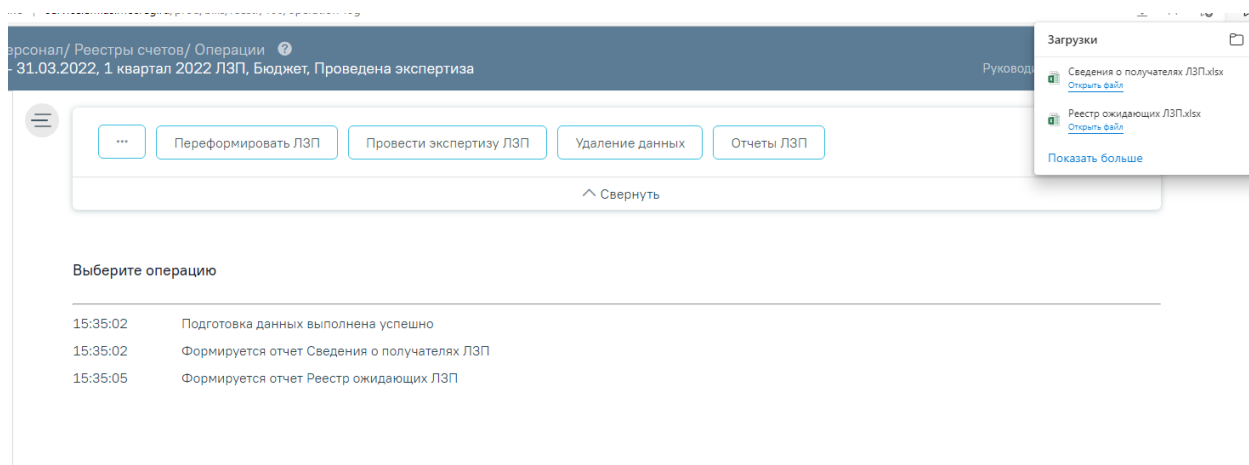 Реестры счетов/ Операции ?
- 31.03.2022, 1 квартал 2022 ЛЗП, Бюджет, Проведена экспертиза
Загрузки
Сведения о получателях ЛЗП.xlsx
Открыть файл
Реестр ожидающих ЛЗП.xlsx
Открыть файл
Показать больше
... Переформировать ЛЗП Провести экспертизу ЛЗП Удаление данных Отчеты ЛЗП
Свернуть
Выберите операцию
15:35:02 Подготовка данных выполнена успешно
15:35:02 Формируется отчет Сведения о получателях ЛЗП
15:35:05 Формируется отчет Реестр ожидающих ЛЗП